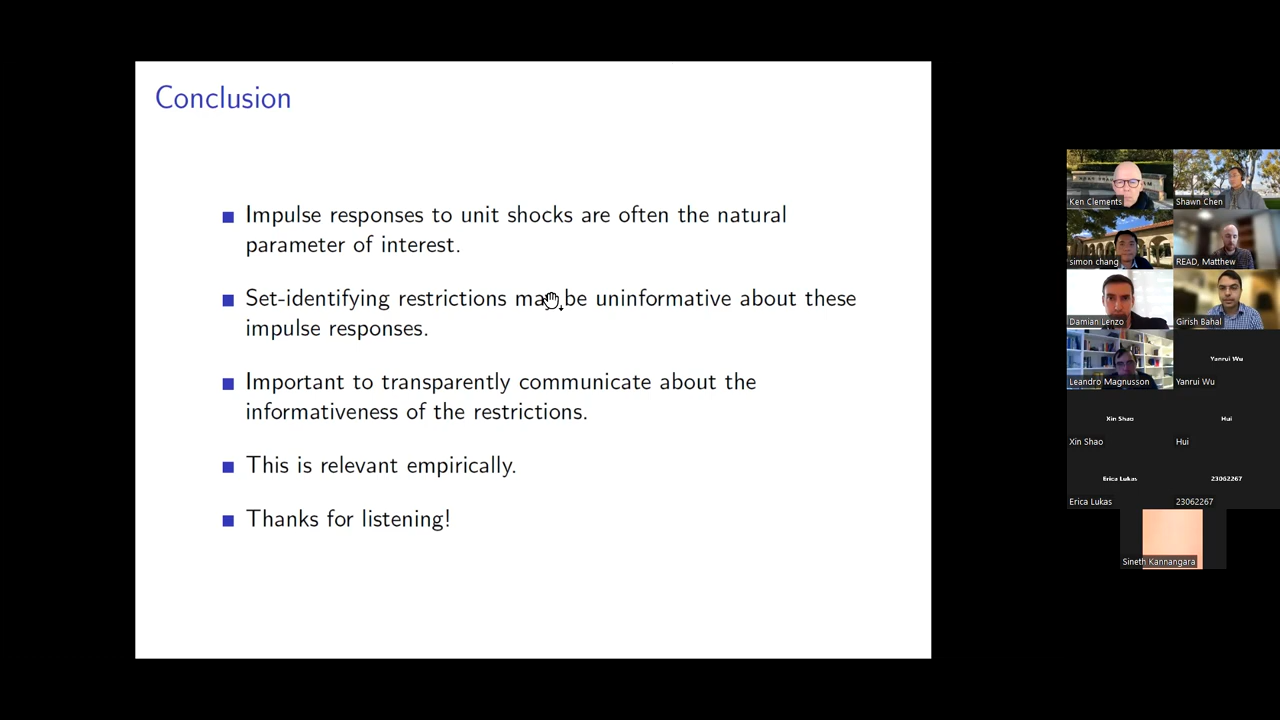 Conclusion
Impulse responses to unit shocks are often the natural
parameter of interest.
Set-identifying restrictions may be uninformative about these
impulse responses.
Important to transparently communicate about the
informativeness of the restrictions.
This is relevant empirically.
Thanks for listening!
Ken Clements
Shawn Chen
simon chang
READ, Matthew
Damian Lenzo
Girish Bahal
Leandro Magnusson
Yanrui Wu
Yanrui Wu
Xin Shao
Xin Shao
Hui
Hui
Erica Lukas
Erica Lukas
23062267
23062267
Sineth Kannangara